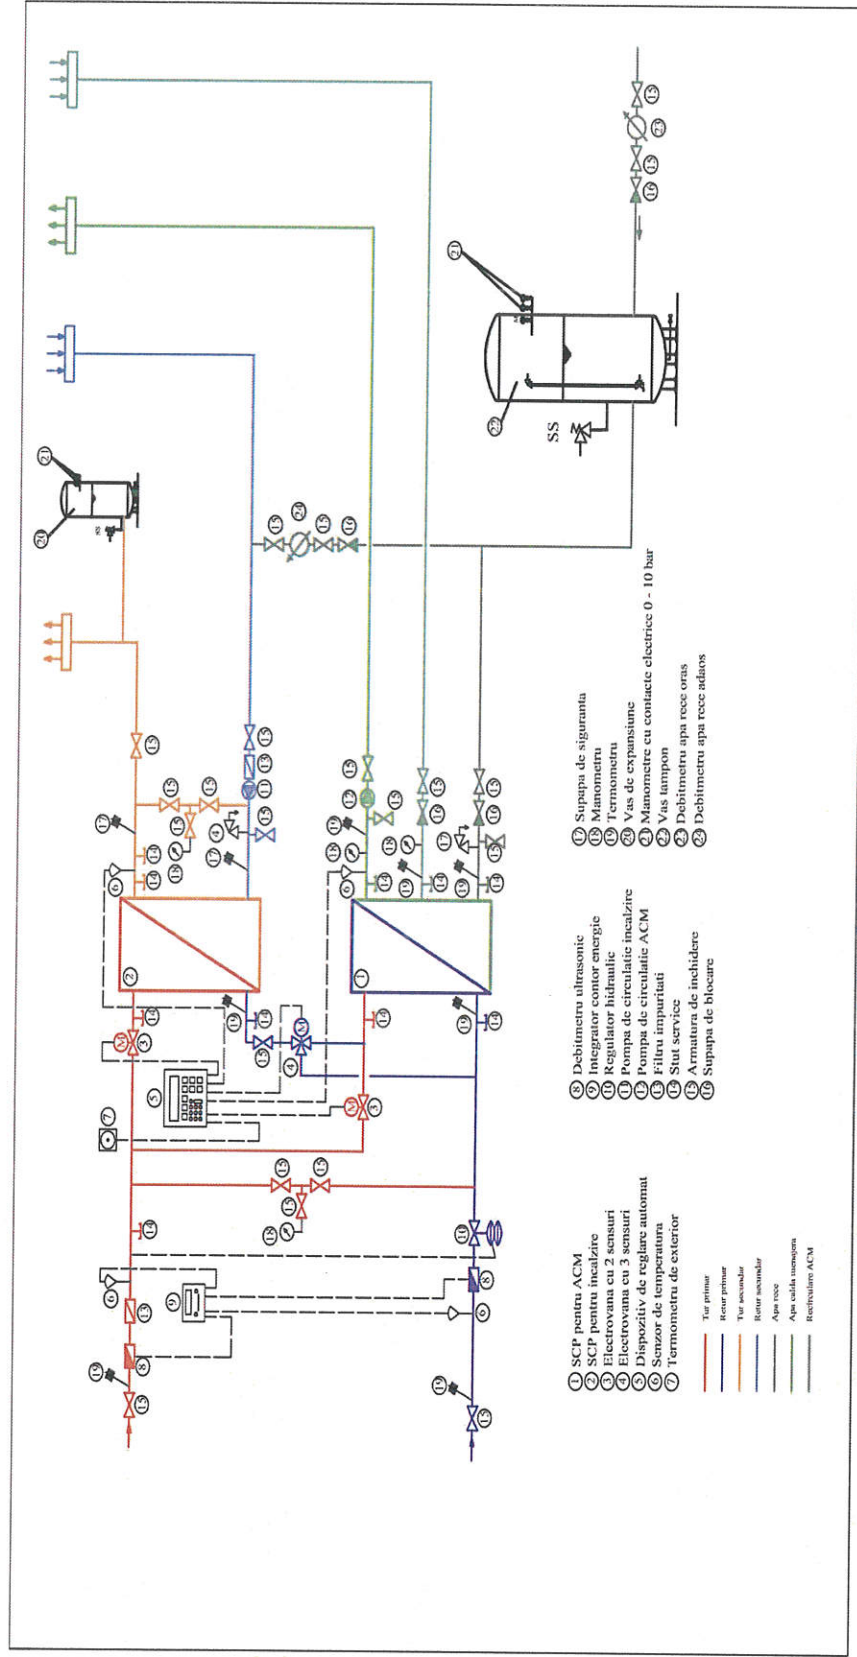 ① SCP pentru ACM
② SCP pentru incalzire
③ Electrovana cu 2 sensuri
④ Electrovana cu 3 sensuri
⑤ Dispozitiv de reglare automat
⑥ Senzor de temperatura
⑦ Termometru de exterior
⑧ Debitmetru ultrasonic
⑨ Integrator contor energie
⑩ Regulator hidraulic
⑪ Pompa de circulatie incalzire
⑫ Pompa de circulatie ACM
⑬ Filtru impuritati
⑭ Stut service
⑮ Armatura de inchidere
⑯ Supapa de blocare
⑰ Supapa de siguranta
⑱ Manometru
⑲ Termometru
⑳ Vas de expansiune
㉑ Manometre cu contacte electrice 0 - 10 bar
㉒ Vas tampon
㉓ Debitmetru apa rece oras
㉔ Debitmetru apa rece adaos
Tur primar
Retur primar
Tur secundar
Retur secundar
Apa rece
Apa calda menajera
Recirculare ACM
SS
SS
M
M
M